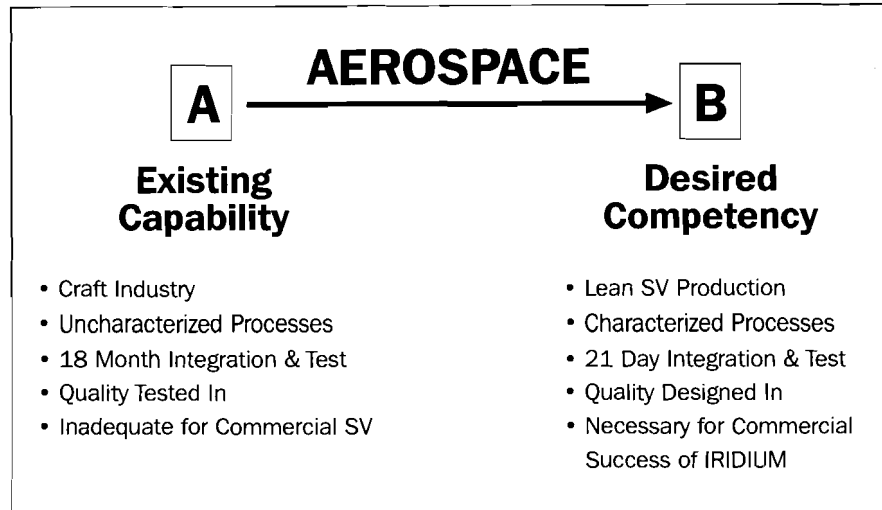 AEROSPACE
A
B
Existing
Capability
• Craft Industry
• Uncharacterized Processes
• 18 Month Integration & Test
• Quality Tested In
• Inadequate for Commercial SV
Desired
Competency
• Lean SV Production
• Characterized Processes
• 21 Day Integration & Test
• Quality Designed In
• Necessary for Commercial
Success of IRIDIUM